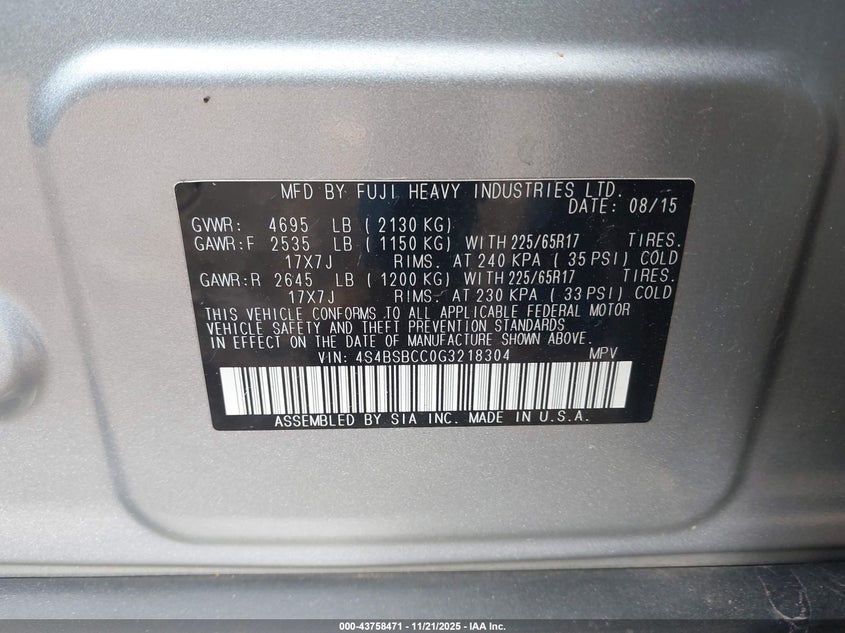 MFD BY FUJI HEAVY INDUSTRIES LTD.
DATE: 08/15
GVWR: 4695 LB (2130 KG)
GAWR:F 2535 LB (1150 KG) WITH 225/65R17 TIRES.
17X7J RIMS. AT 240 KPA (35 PSI) COLD
GAWR:R 2645 LB (1200 KG) WITH 225/65R17 TIRES.
17X7J RIMS. AT 230 KPA (33 PSI) COLD
THIS VEHICLE CONFORMS TO ALL APPLICABLE FEDERAL MOTOR
VEHICLE SAFETY AND THEFT PREVENTION STANDARDS
IN EFFECT ON THE DATE OF MANUFACTURE SHOWN ABOVE.
VIN: 4S4BSBCC0G3218304 MPV
ASSEMBLED BY SIA INC. MADE IN U.S.A.
000-43758471 - 11/21/2025 - IAA Inc.